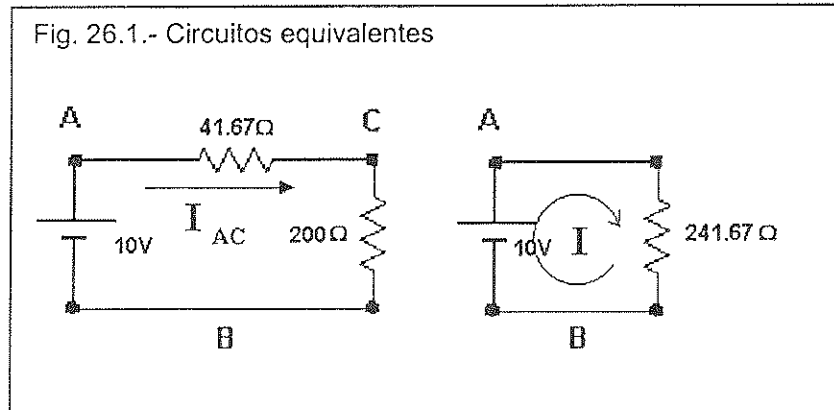 Fig. 26.1.- Circuitos equivalentes
A
41.67Ω
C
I AC
10V
200Ω
B
A
10V
I
241.67 Ω
B